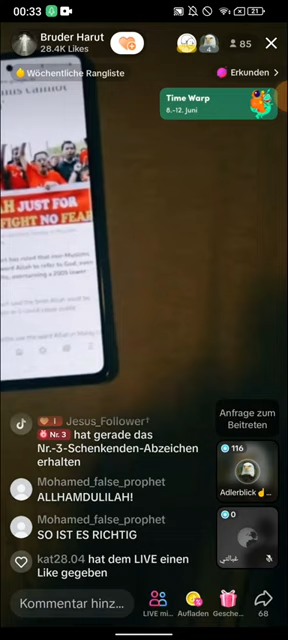 00:33
21
Bruder Harut
28.4K Likes
85
Wöchentliche Rangliste
Erkunden >
Time Warp
8.-12. Juni
AH JUST FOR
FIGHT NO FEAR
Anfrage zum
Beitreten
1 Jesus_Follower†
Nr. 3 hat gerade das
Nr.-3-Schenkenden-Abzeichen
erhalten
116
Adlerblick☝...
Mohamed_false_prophet
ALLHAMDULILAH!
Mohamed_false_prophet
SO IST ES RICHTIG
0
kat28.04 hat dem LIVE einen
Like gegeben
Kommentar hinz...
LIVE mi...
Aufladen
Gesche...
68